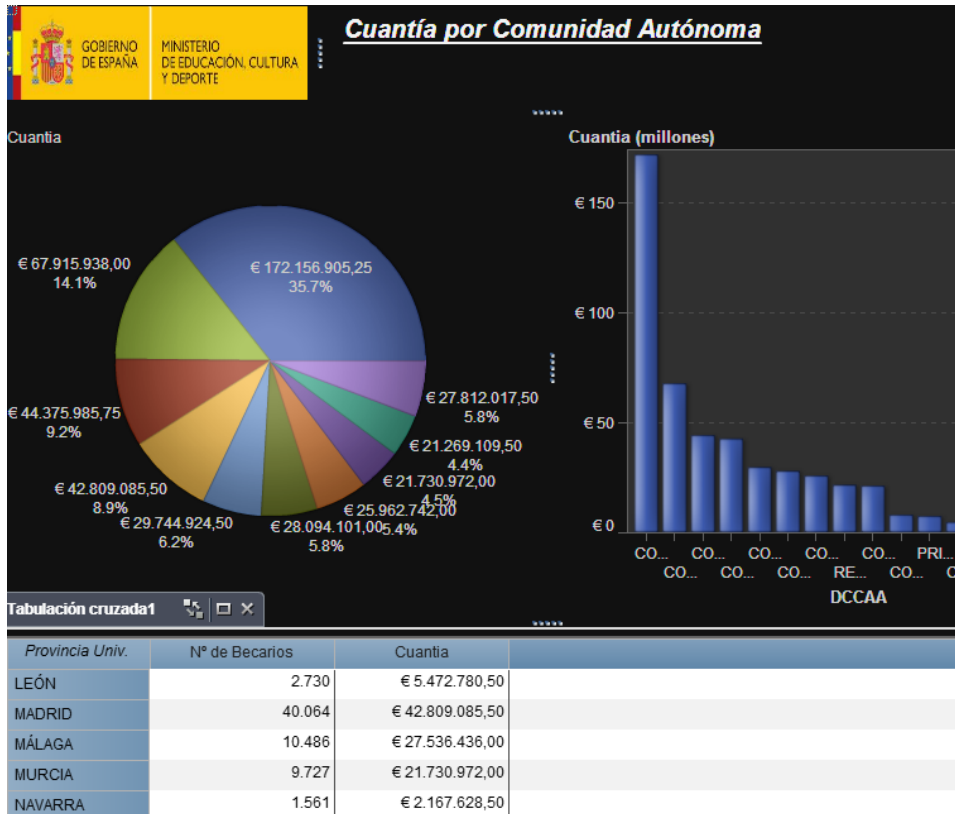 GOBIERNO
DE ESPAÑA
MINISTERIO
DE EDUCACIÓN, CULTURA
Y DEPORTE
Cuantía por Comunidad Autónoma
Cuantia
€ 172.156.905,25
35.7%
€ 67.915.938,00
14.1%
€ 44.375.985,75
9.2%
€ 42.809.085,50
8.9%
€ 29.744.924,50
6.2%
€ 28.094.101,00
5.8%
€ 25.962.742,00
5.4%
€ 21.730.972,00
4.5%
€ 21.269.109,50
4.4%
€ 27.812.017,50
5.8%
Cuantia (millones)
€ 150
€ 100
€ 50
€ 0
CO... CO... CO... CO... CO... PRI...
CO... CO... CO... RE... CO... C
DCCAA
Tabulación cruzada1
Provincia Univ. Nº de Becarios Cuantia
LEÓN 2.730 € 5.472.780,50
MADRID 40.064 € 42.809.085,50
MÁLAGA 10.486 € 27.536.436,00
MURCIA 9.727 € 21.730.972,00
NAVARRA 1.561 € 2.167.628,50